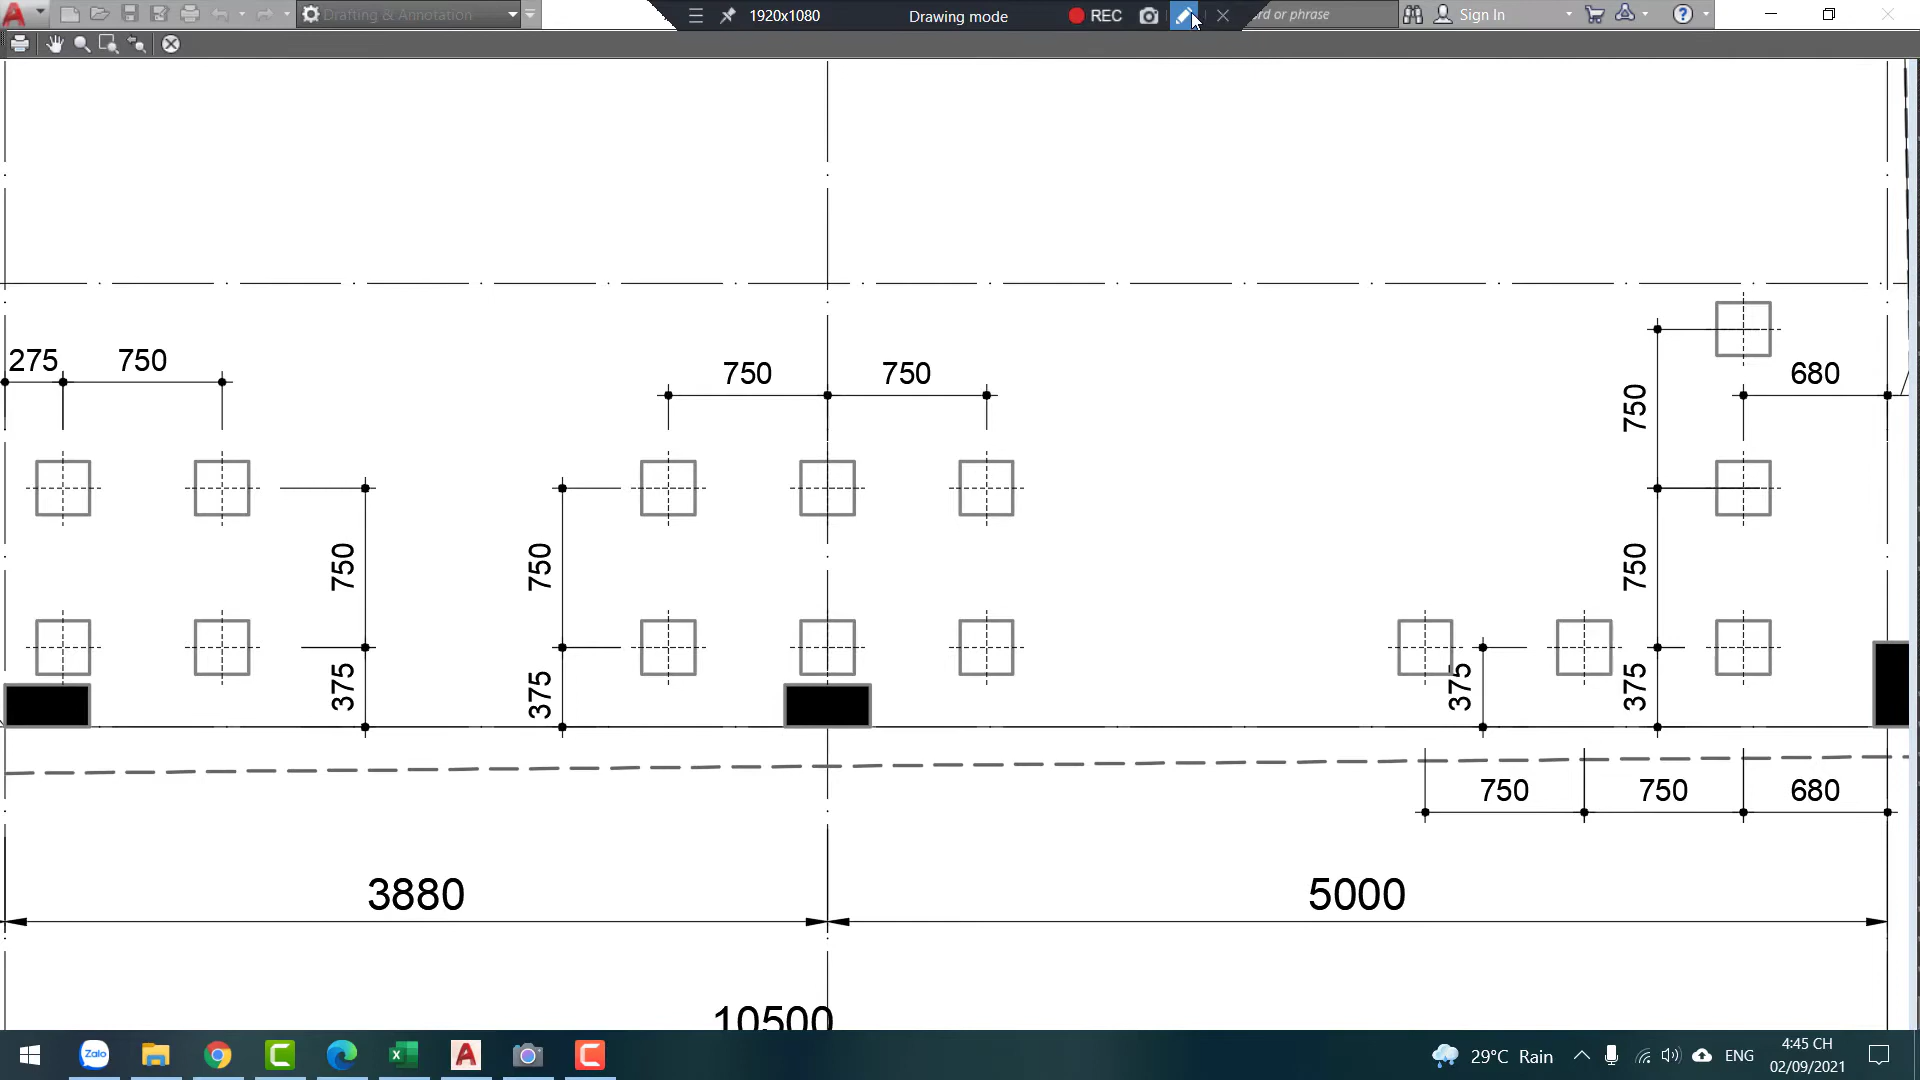 Drafting & Annotation
1920x1080
Drawing mode
REC
ord or phrase
Sign In
275
750
750
750
680
750
750
750
750
375
375
375
375
750
750
680
3880
5000
10500
Zalo
29°C Rain
ENG
4:45 CH
02/09/2021